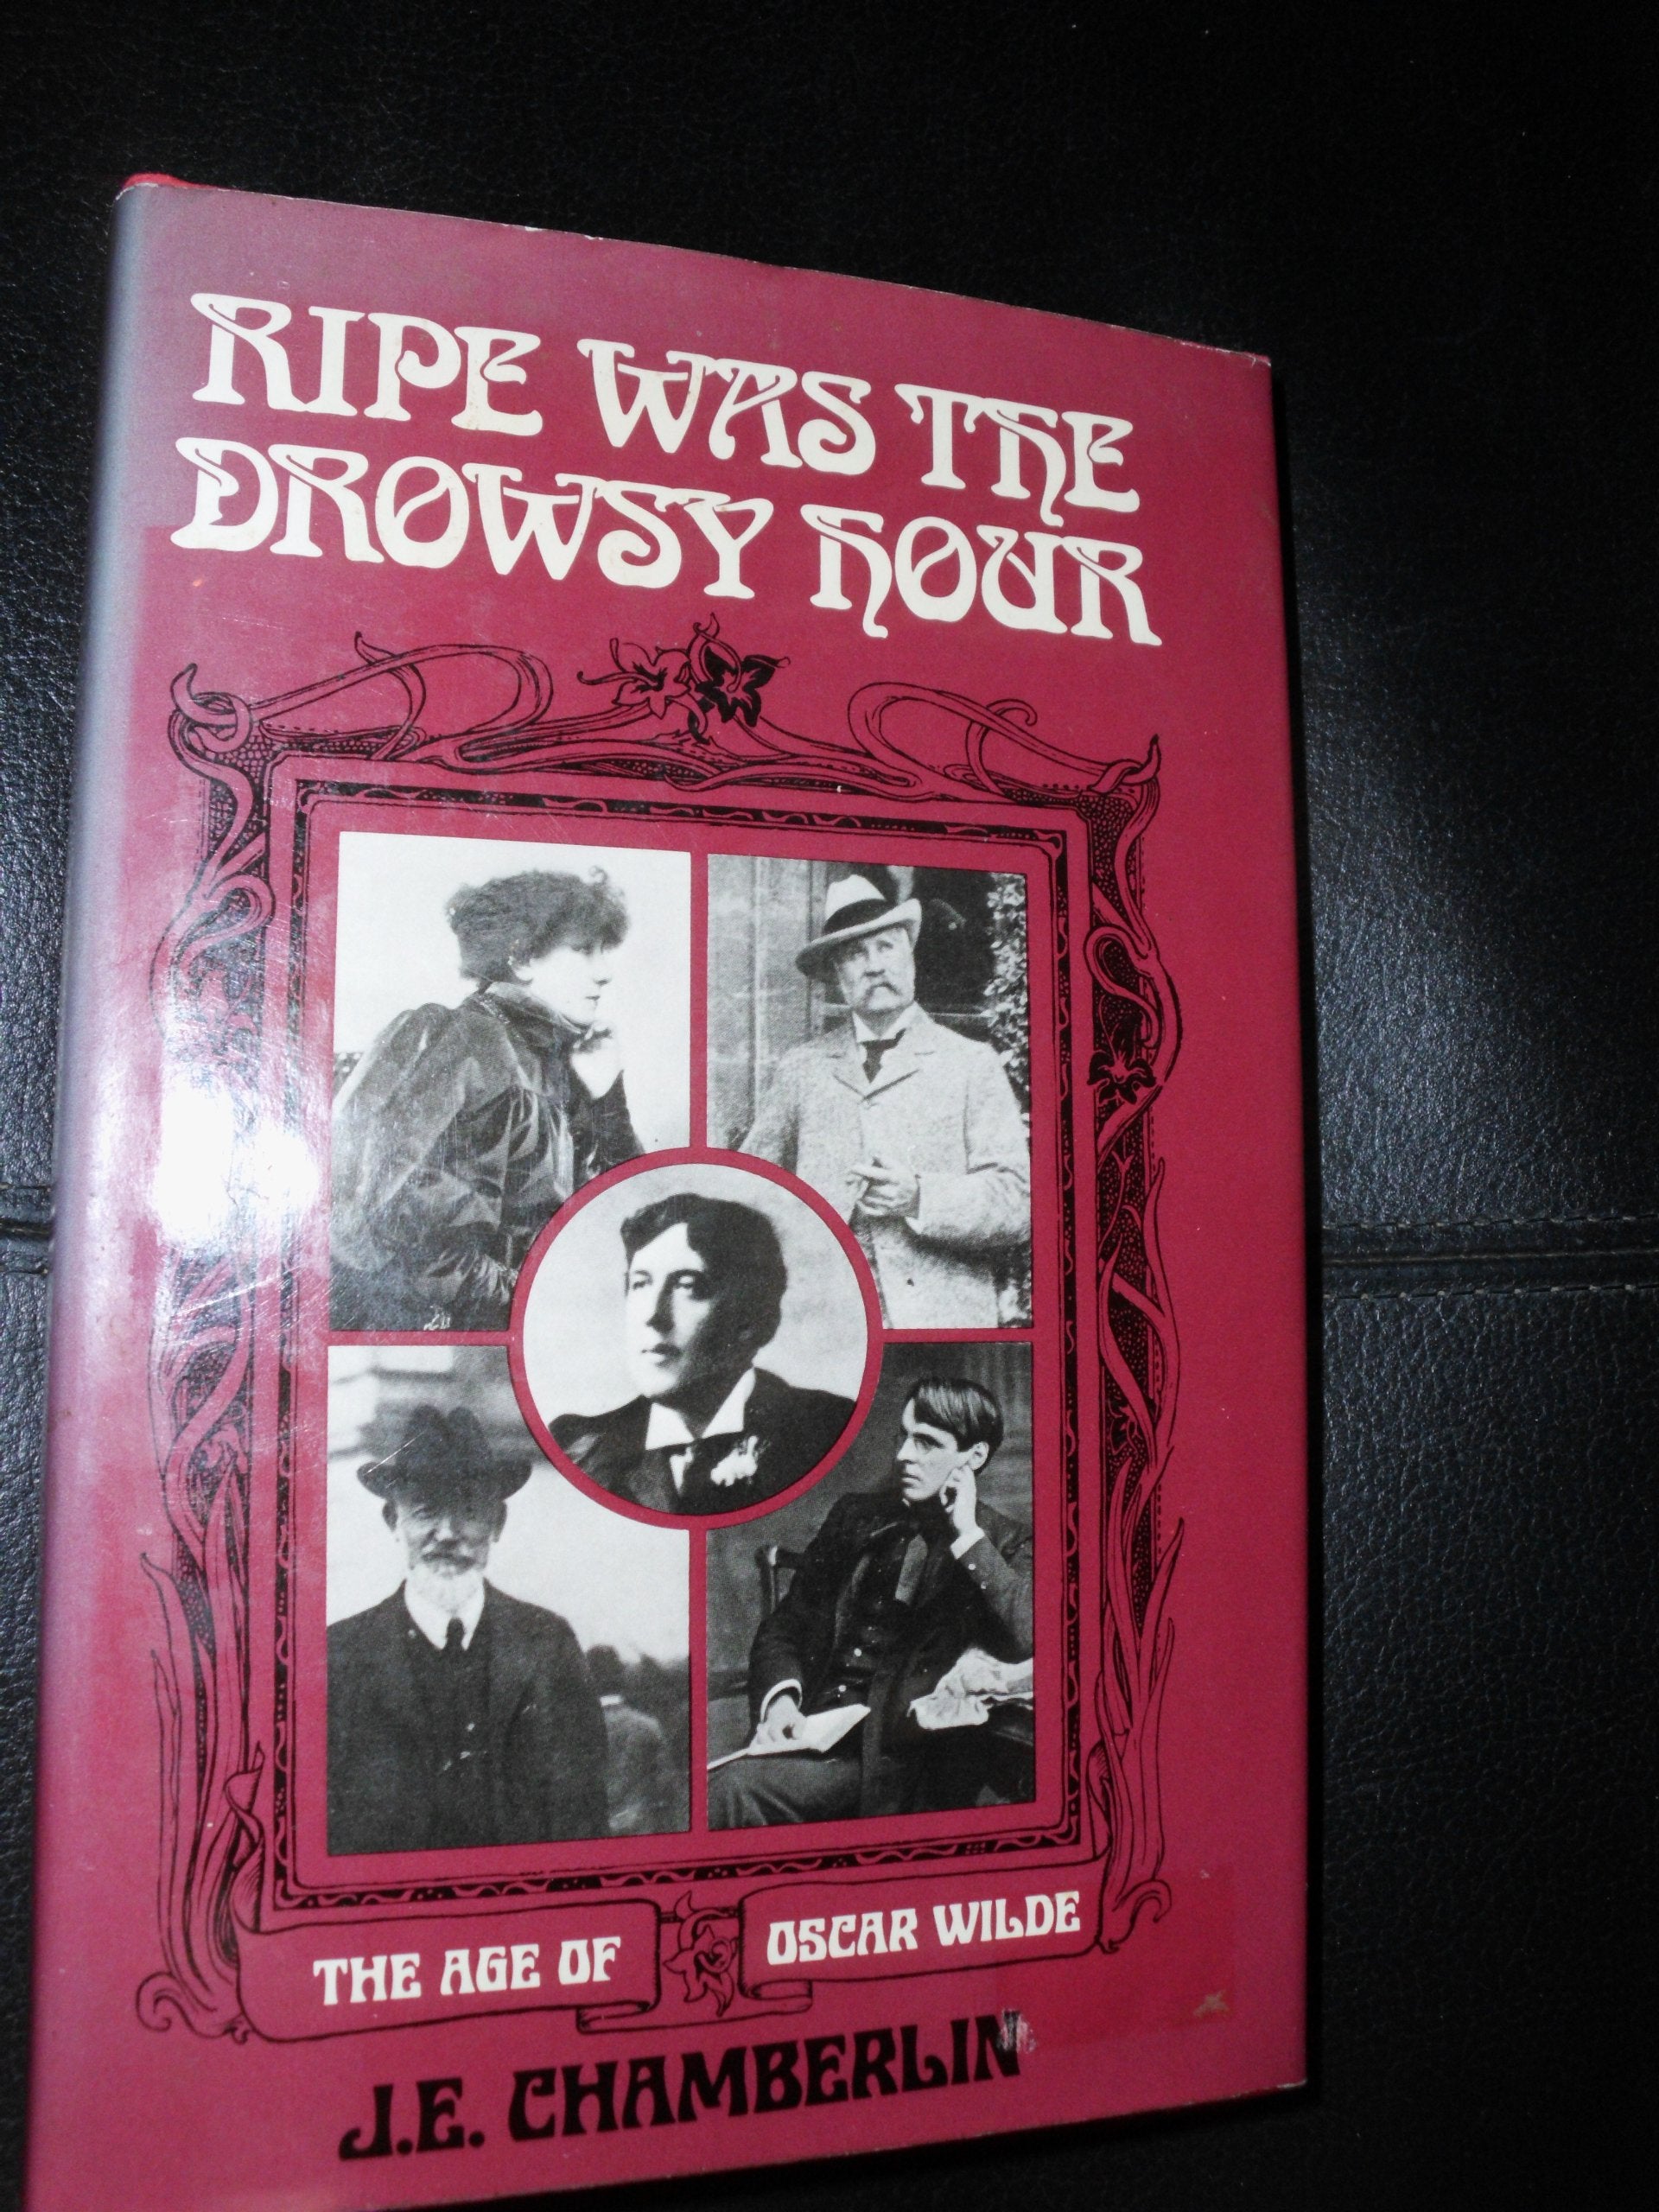 RIPE WAS THE
DROWSY HOUR
THE AGE OF OSCAR WILDE
J.E. CHAMBERLIN